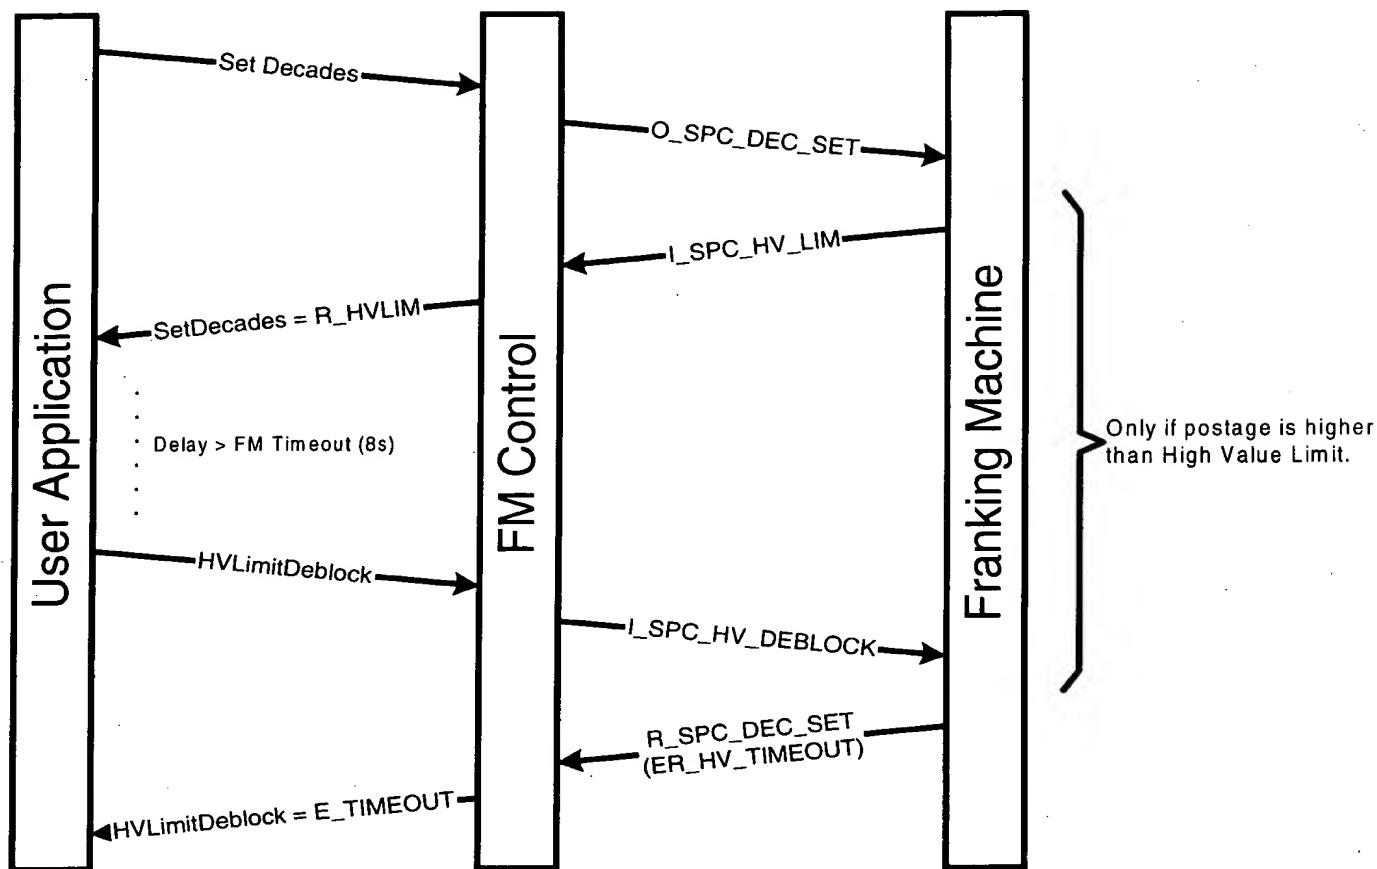 User Application
FM Control
Franking Machine
Set Decades
O_SPC_DEC_SET
I_SPC_HV_LIM
SetDecades = R_HVLIM
Delay > FM Timeout (8s)
Only if postage is higher
than High Value Limit.
HVLimitDeblock
I_SPC_HV_DEBLOCK
R_SPC_DEC_SET
(ER_HV_TIMEOUT)
HVLimitDeblock = E_TIMEOUT